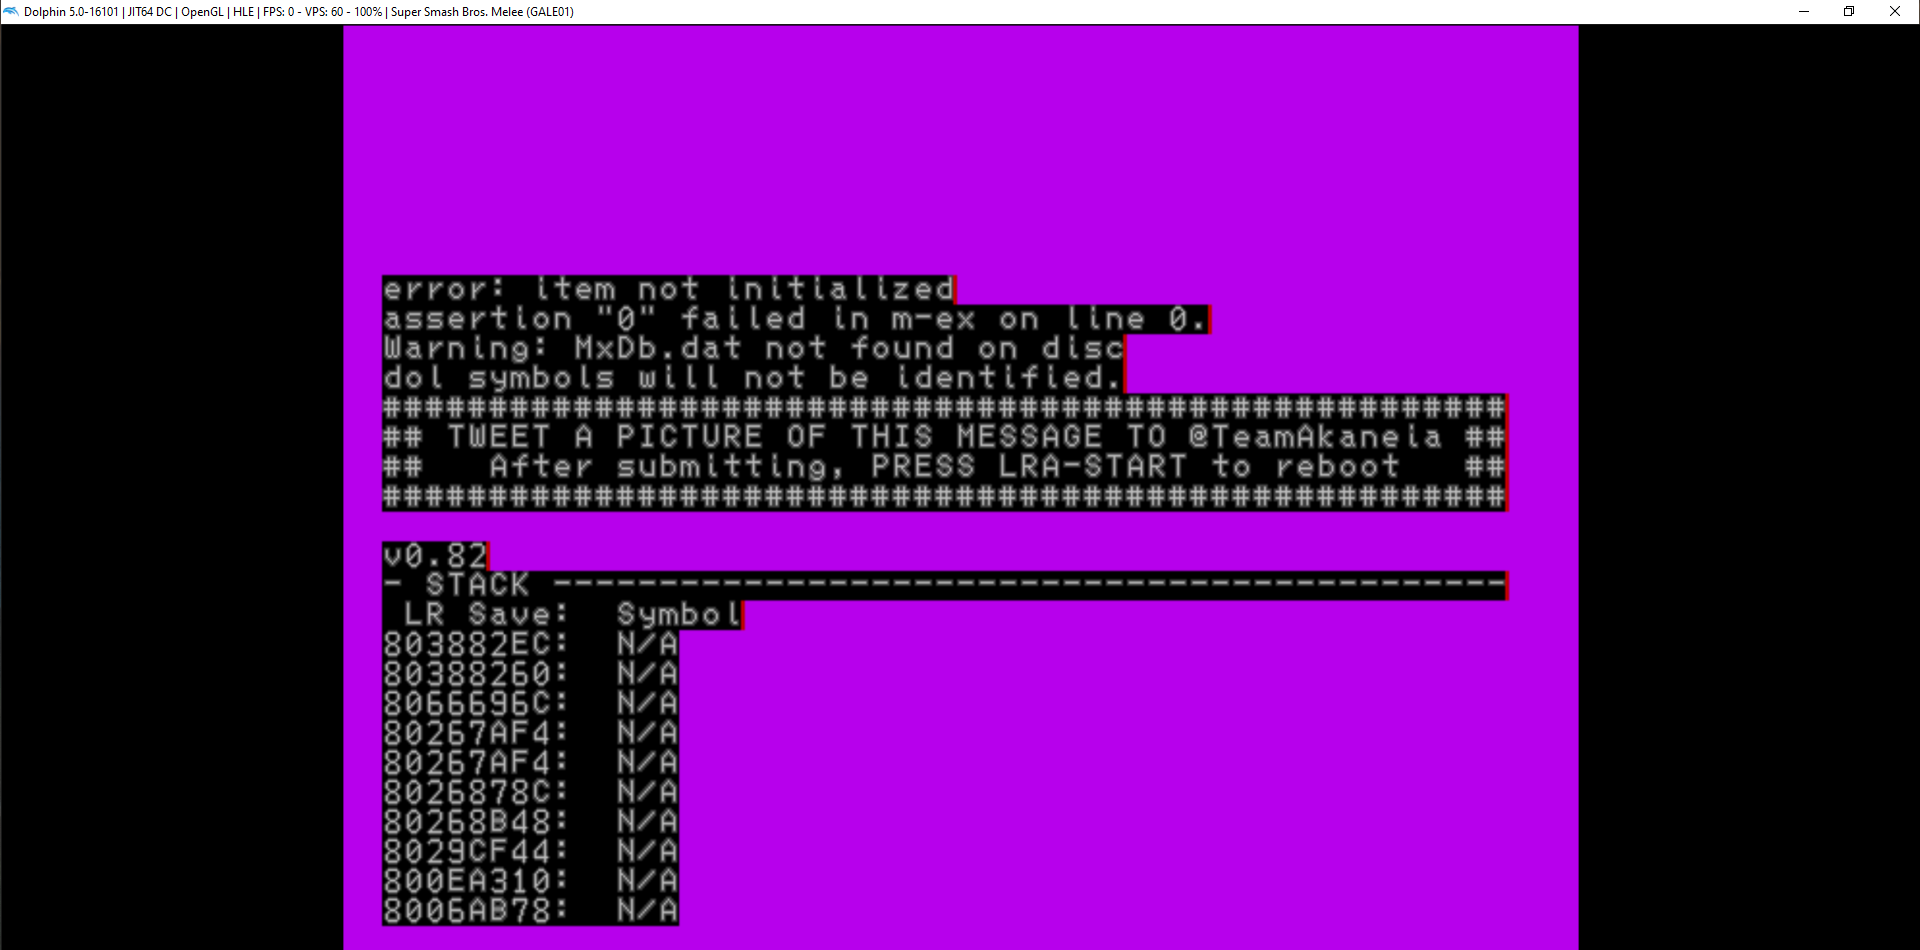 Dolphin 5.0-16101 | JIT64 DC | OpenGL | HLE | FPS: 0 - VPS: 60 - 100% | Super Smash Bros. Melee (GALE01)
error: item not initialized
assertion "0" failed in m-ex on line 0.
Warning: MxDb.dat not found on disc
dol symbols will not be identified.
#####################################################
## TWEET A PICTURE OF THIS MESSAGE TO @TeamAkaneia ##
##   After submitting, PRESS LRA-START to reboot   ##
#####################################################
v0.82
- STACK ---------------------------------------------
LR Save:  Symbol
803882EC:  N/A
80388260:  N/A
8066696C:  N/A
80267AF4:  N/A
80267AF4:  N/A
8026878C:  N/A
80268B48:  N/A
8029CF44:  N/A
800EA310:  N/A
8006AB78:  N/A